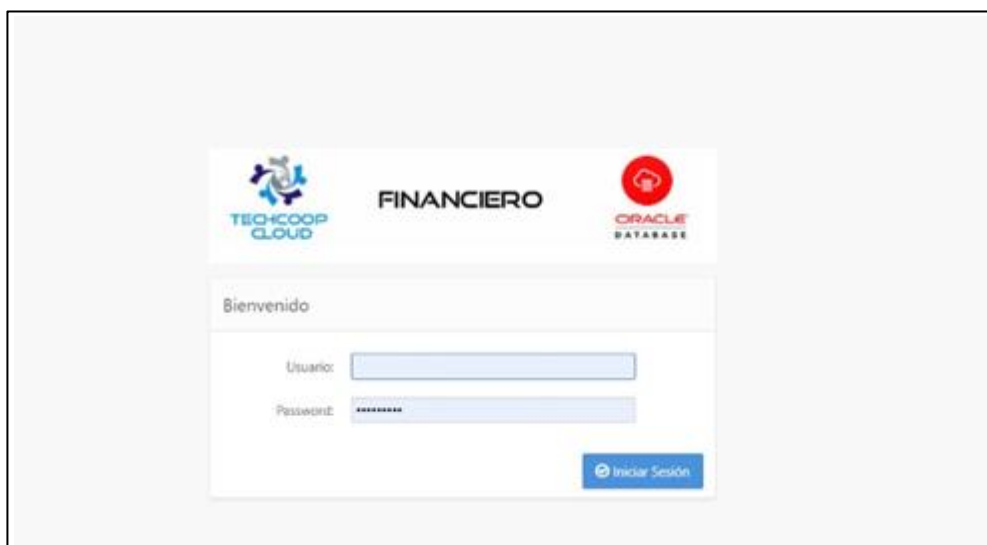 TECHCOOP
CLOUD
FINANCIERO
ORACLE
DATABASE
Bienvenido
Usuario:
Password:
•••••••••
Iniciar Sesión